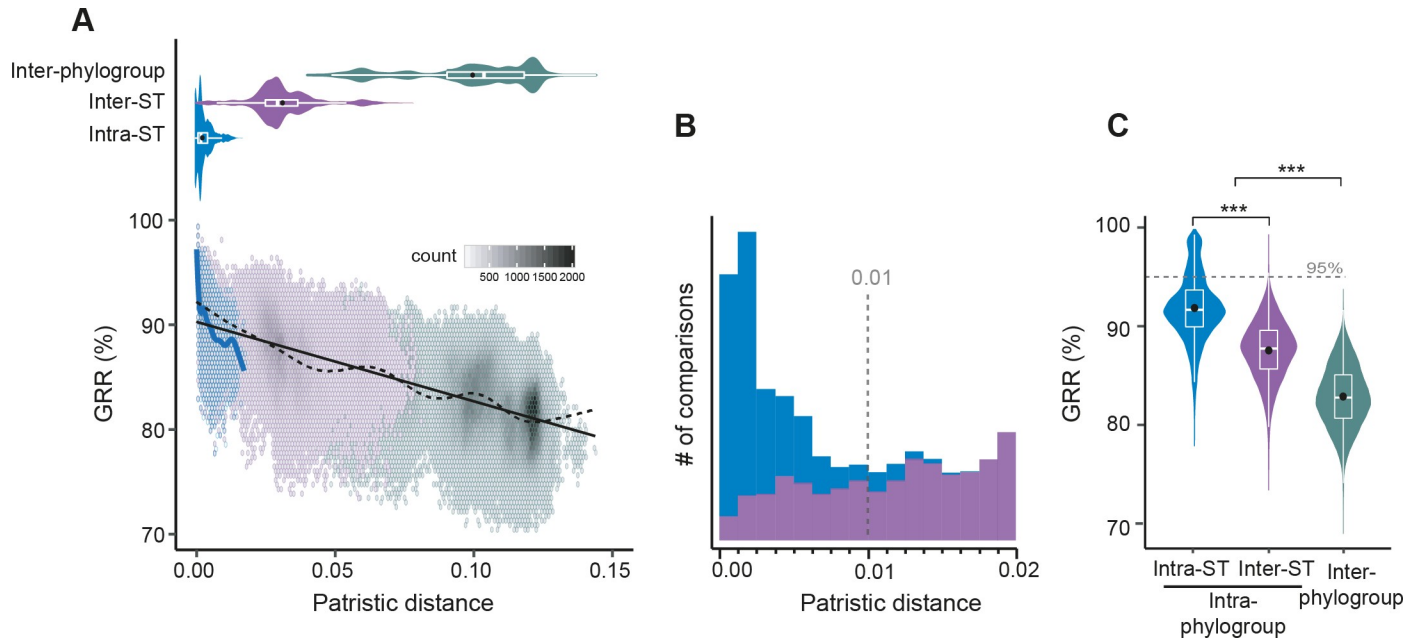 A
Inter-phylogroup
Inter-ST
Intra-ST
100
90
80
70
GRR (%)
count
500 1000 1500 2000
0.00 0.05 0.10 0.15
Patristic distance
B
# of comparisons
0.01
0.00 0.01 0.02
Patristic distance
C
***
***
95%
100
90
80
70
GRR (%)
Intra-ST Inter-ST Inter-
phylogroup
Intra-
phylogroup